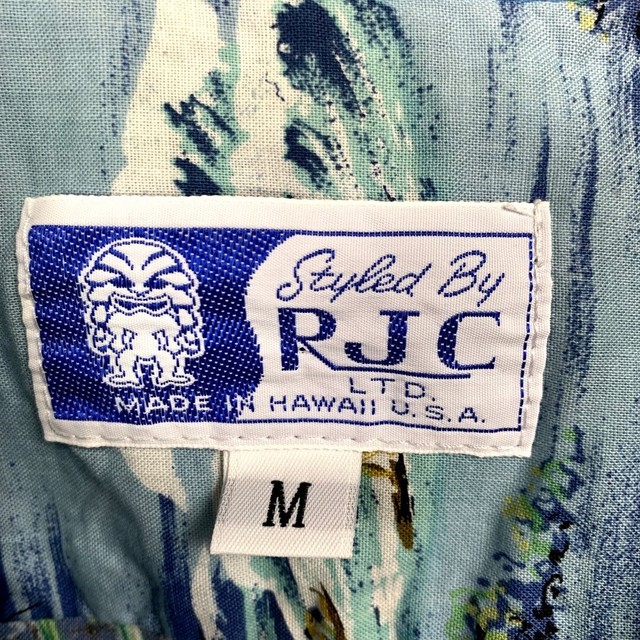 Styled By
RJC
LTD.
MADE IN HAWAII U.S.A.
M